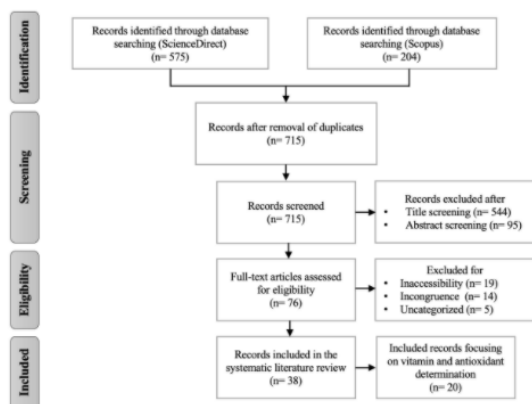 Identification
Records identified through database
searching (ScienceDirect)
(n= 575)
Records identified through database
searching (Scopus)
(n= 204)
Screening
Records after removal of duplicates
(n= 715)
Records screened
(n= 715)
Records excluded after
• Title screening (n= 544)
• Abstract screening (n= 95)
Eligibility
Full-text articles assessed
for eligibility
(n= 76)
Excluded for
• Inaccessibility (n= 19)
• Incongruence (n= 14)
• Uncategorized (n= 5)
Included
Records included in the
systematic literature review
(n= 38)
Included records focusing
on vitamin and antioxidant
determination
(n= 20)